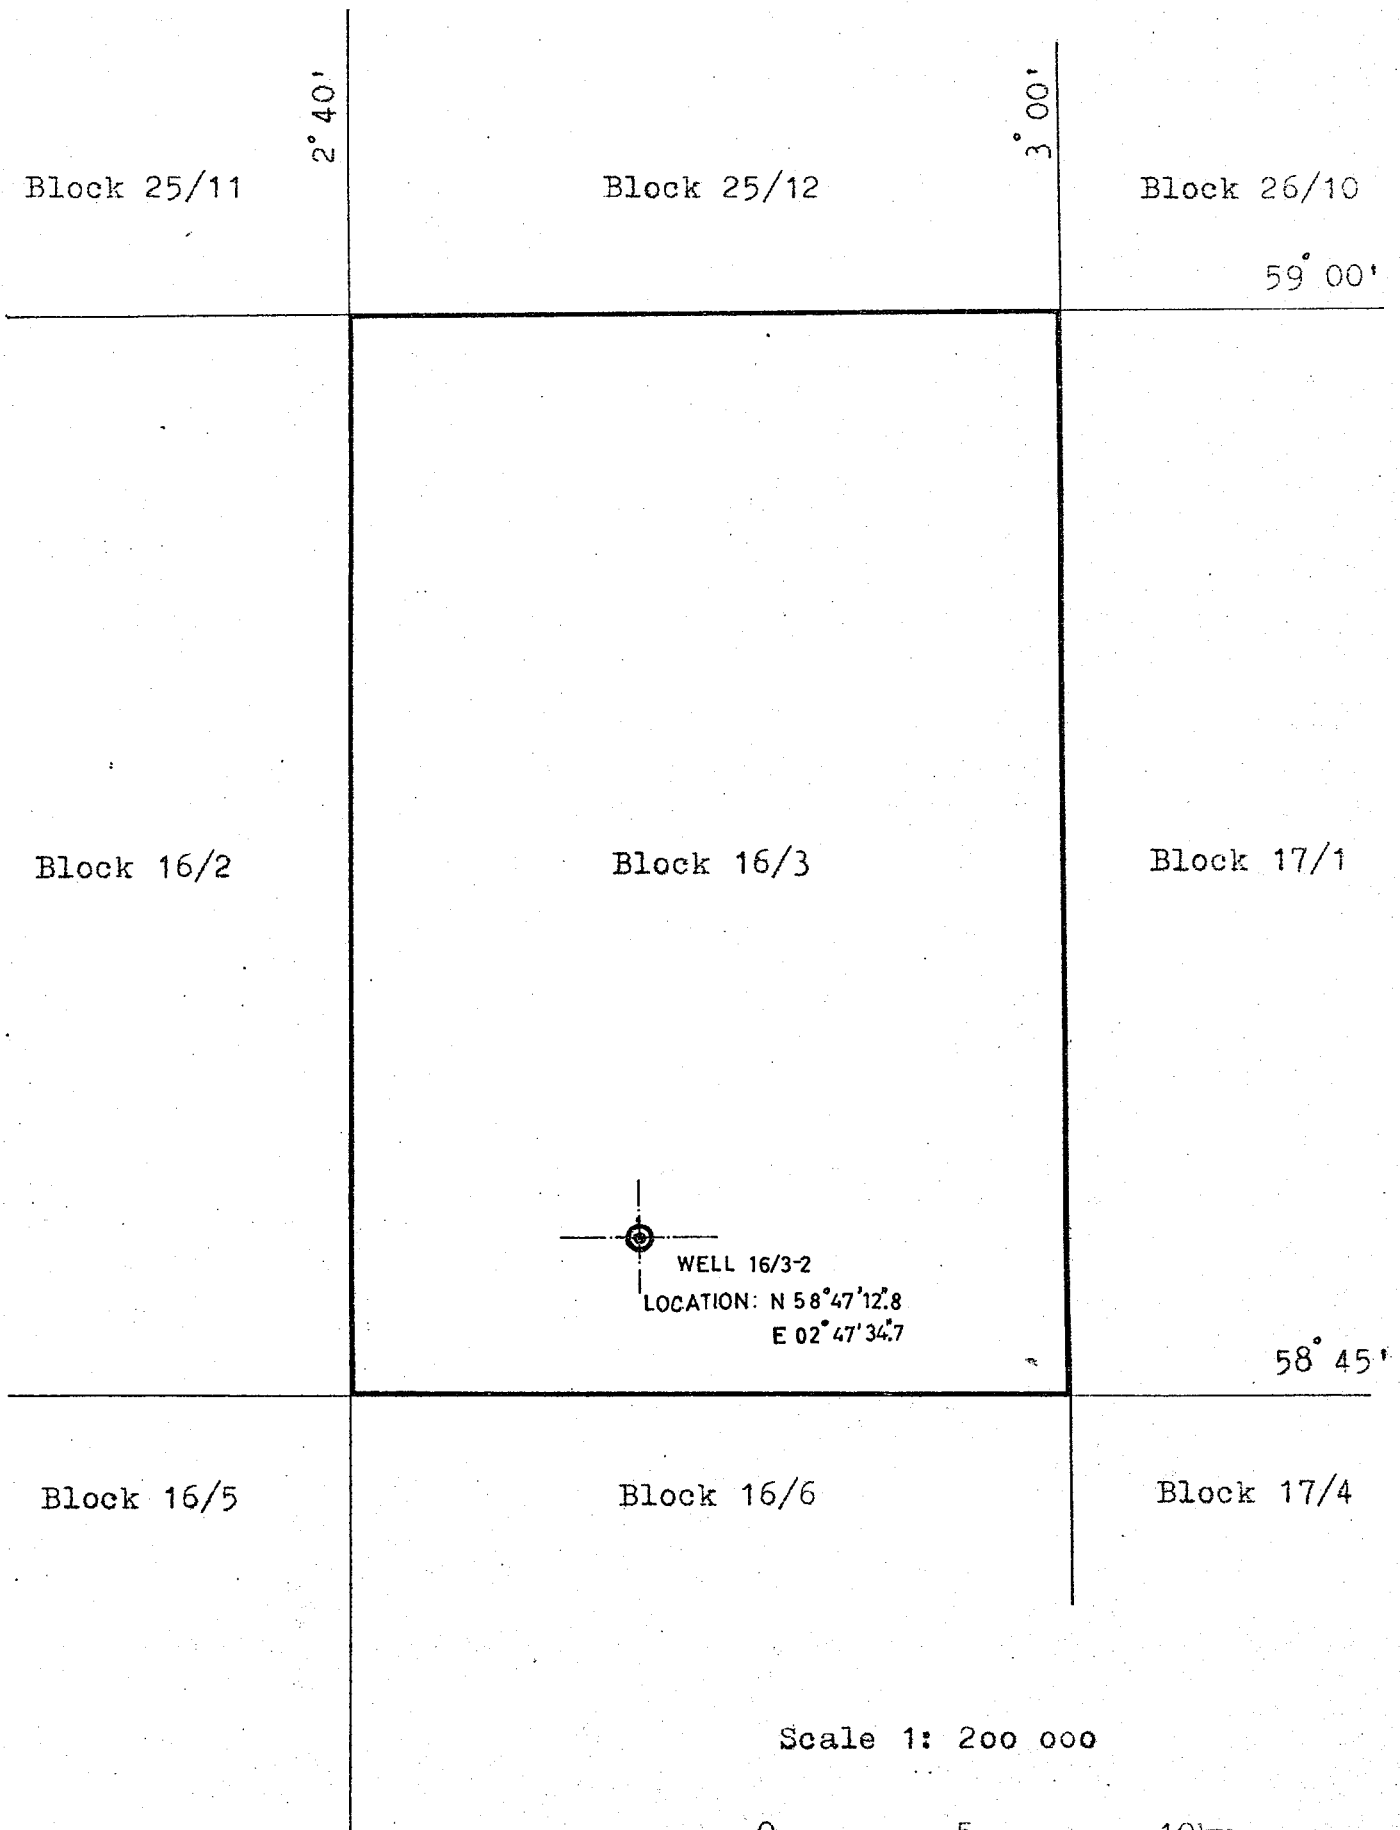 2° 40'
3° 00'
Block 25/11
Block 25/12
Block 26/10
59° 00'
Block 16/2
Block 16/3
Block 17/1
WELL 16/3-2
LOCATION: N 58°47'12".8
E 02°47'34".7
58° 45'
Block 16/5
Block 16/6
Block 17/4
Scale 1: 200 000
0 5 10km